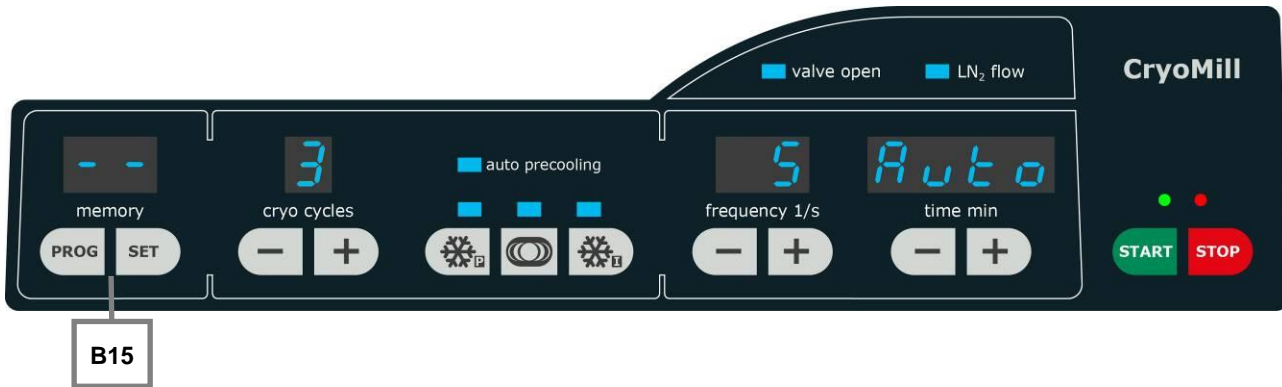 valve open LN₂ flow CryoMill
- - 3 5 Auto
auto precooling
memory cryo cycles frequency 1/s time min
PROG SET - + P I - + - + START STOP
B15